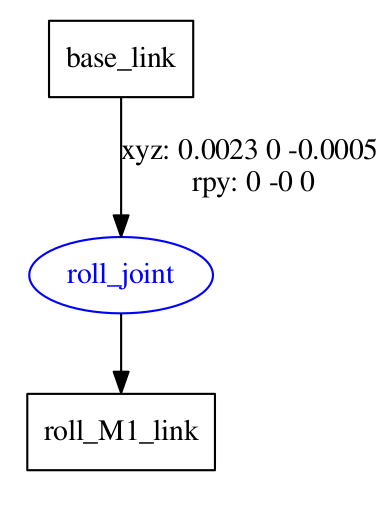 base_link
xyz: 0.0023 0 -0.0005
rpy: 0 -0 0
roll_joint
roll_M1_link